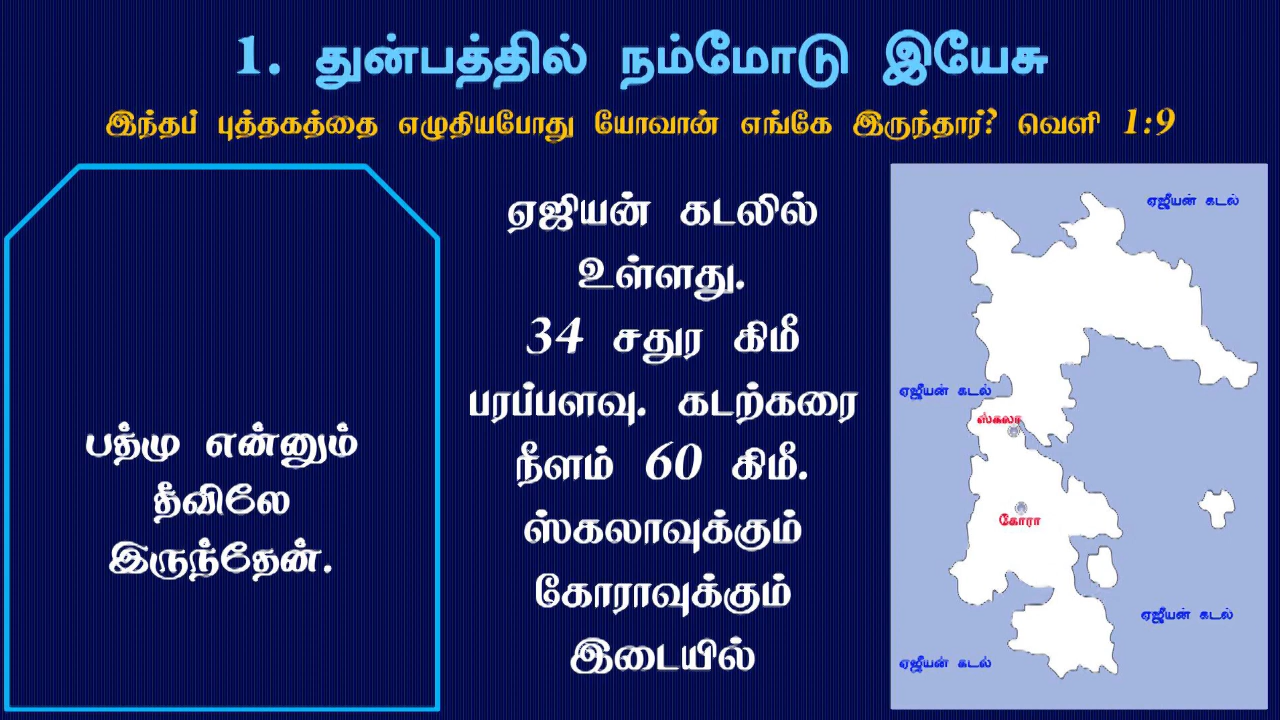 1. துன்பத்தில் நம்மோடு இயேசு
இந்தப் புத்தகத்தை எழுதியபோது யோவான் எங்கே இருந்தார்? வெளி 1:9
பத்மு என்னும்
தீவிலே
இருந்தேன்.
ஏஜியன் கடலில்
உள்ளது.
34 சதுர கிமீ
பரப்பளவு. கடற்கரை
நீளம் 60 கிமீ.
ஸ்கலாவுக்கும்
கோராவுக்கும்
இடையில்
ஏஜீயன் கடல்
ஏஜீயன் கடல்
ஸ்கலா
கோரா
ஏஜீயன் கடல்
ஏஜீயன் கடல்